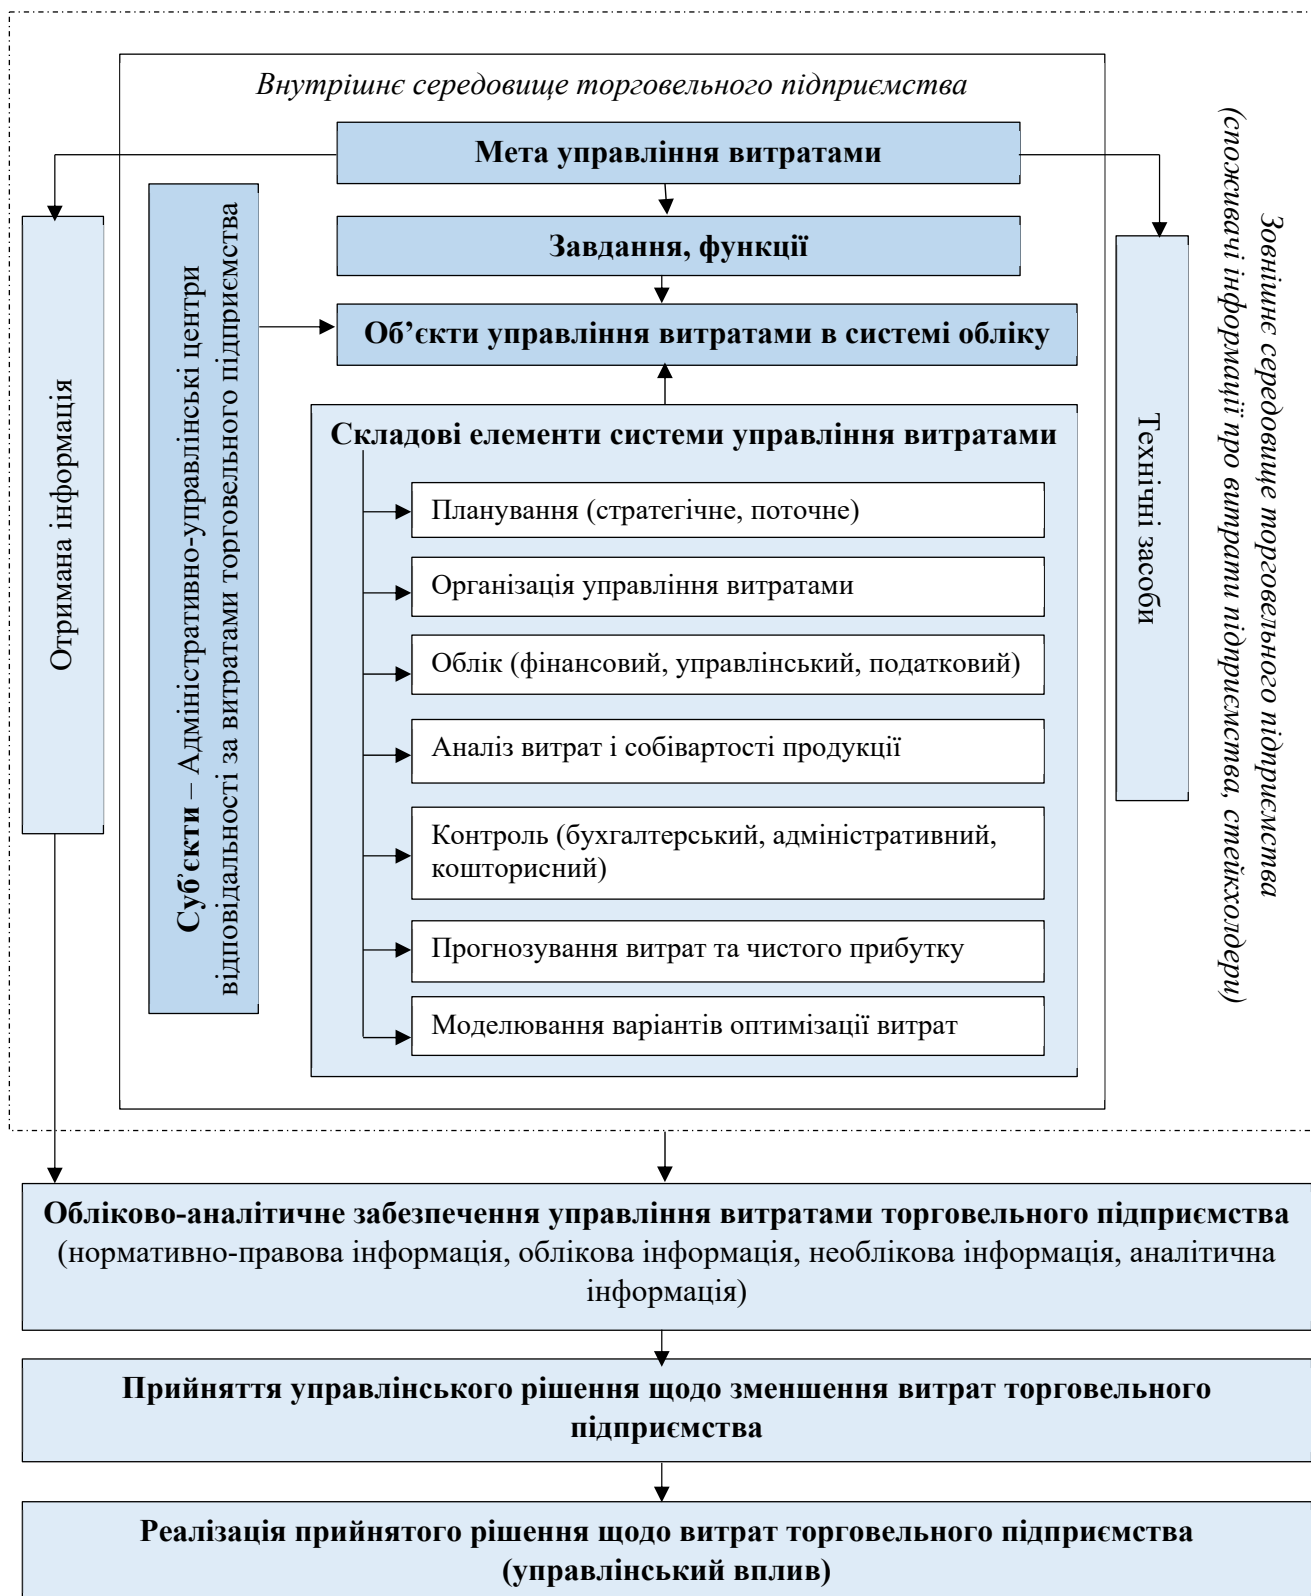 Внутрішнє середовище торговельного підприємства
Мета управління витратами
Завдання, функції
Об’єкти управління витратами в системі обліку
Отримана інформація
Суб’єкти – Адміністративно-управлінські центри
відповідальності за витратами торговельного підприємства
Складові елементи системи управління витратами
Планування (стратегічне, поточне)
Організація управління витратами
Облік (фінансовий, управлінський, податковий)
Аналіз витрат і собівартості продукції
Контроль (бухгалтерський, адміністративний,
кошторисний)
Прогнозування витрат та чистого прибутку
Моделювання варіантів оптимізації витрат
Технічні засоби
Зовнішнє середовище торговельного підприємства
(споживачі інформації про витрати підприємства, стейкхолдери)
Обліково-аналітичне забезпечення управління витратами торговельного підприємства
(нормативно-правова інформація, облікова інформація, необлікова інформація, аналітична
інформація)
Прийняття управлінського рішення щодо зменшення витрат торговельного
підприємства
Реалізація прийнятого рішення щодо витрат торговельного підприємства
(управлінський вплив)